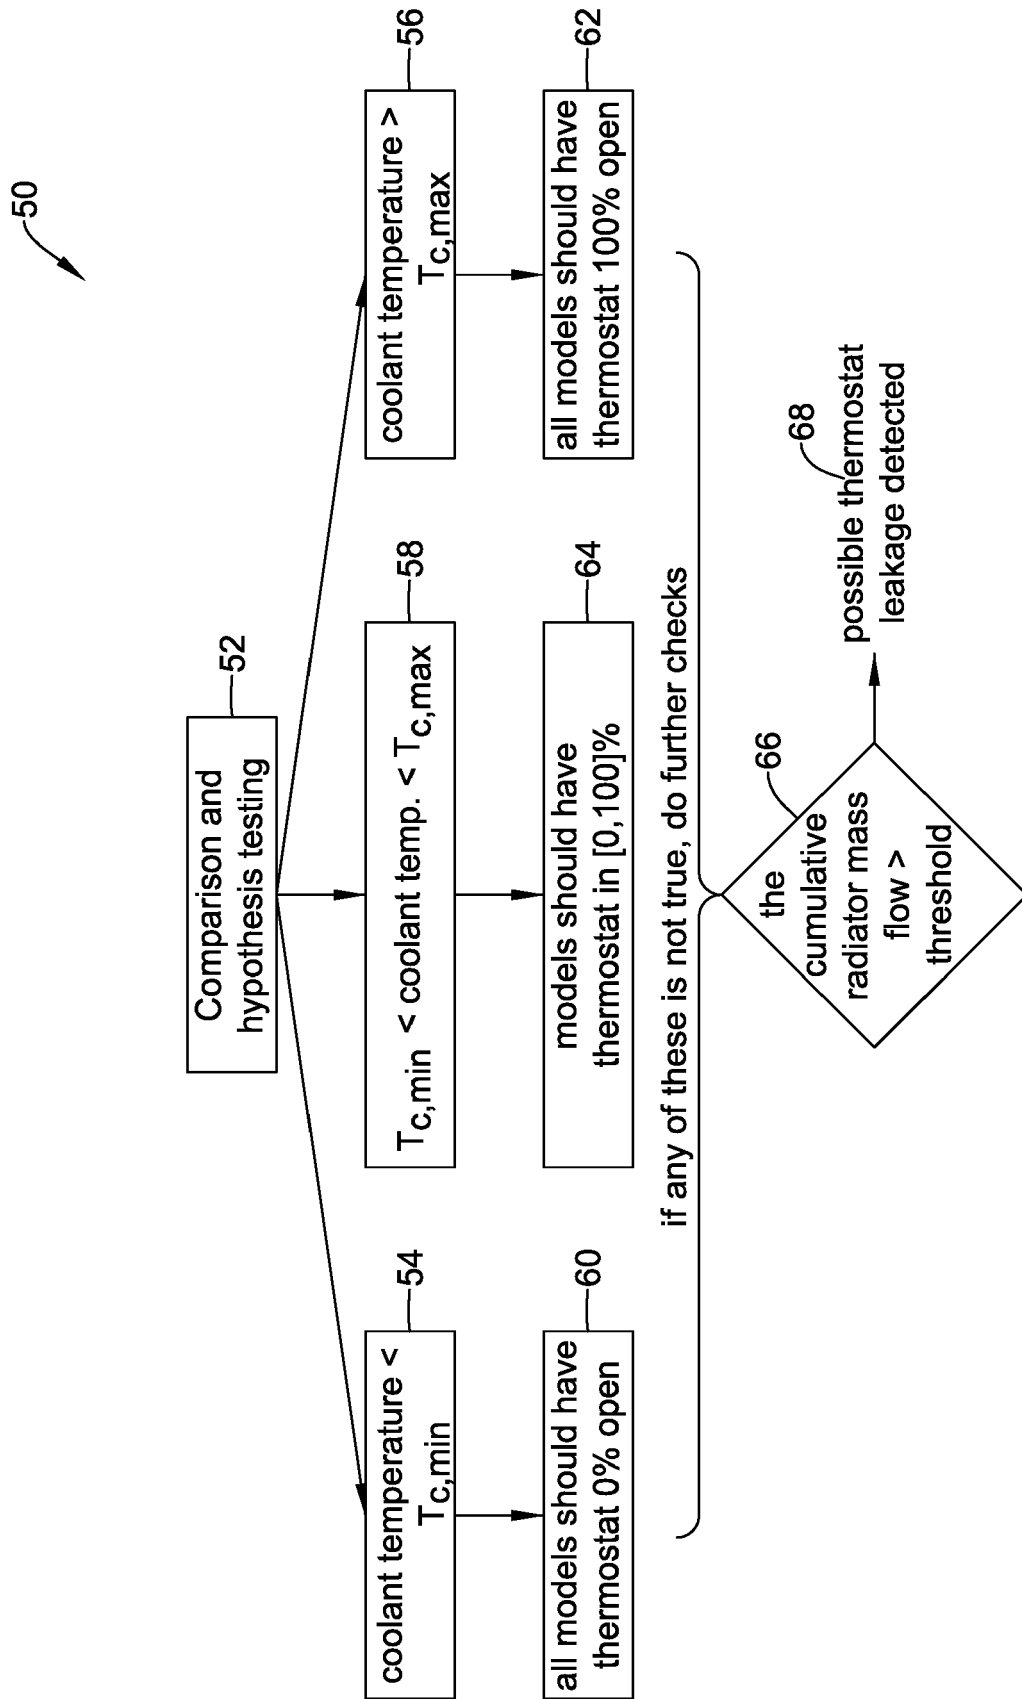 50
Comparison and
hypothesis testing
52
coolant temperature <
Tc,min
54
Tc,min < coolant temp. < Tc,max
58
coolant temperature >
Tc,max
56
all models should have
thermostat 0% open
60
models should have
thermostat in [0,100]%
64
all models should have
thermostat 100% open
62
if any of these is not true, do further checks
the
cumulative
radiator mass
flow >
threshold
66
68
possible thermostat
leakage detected